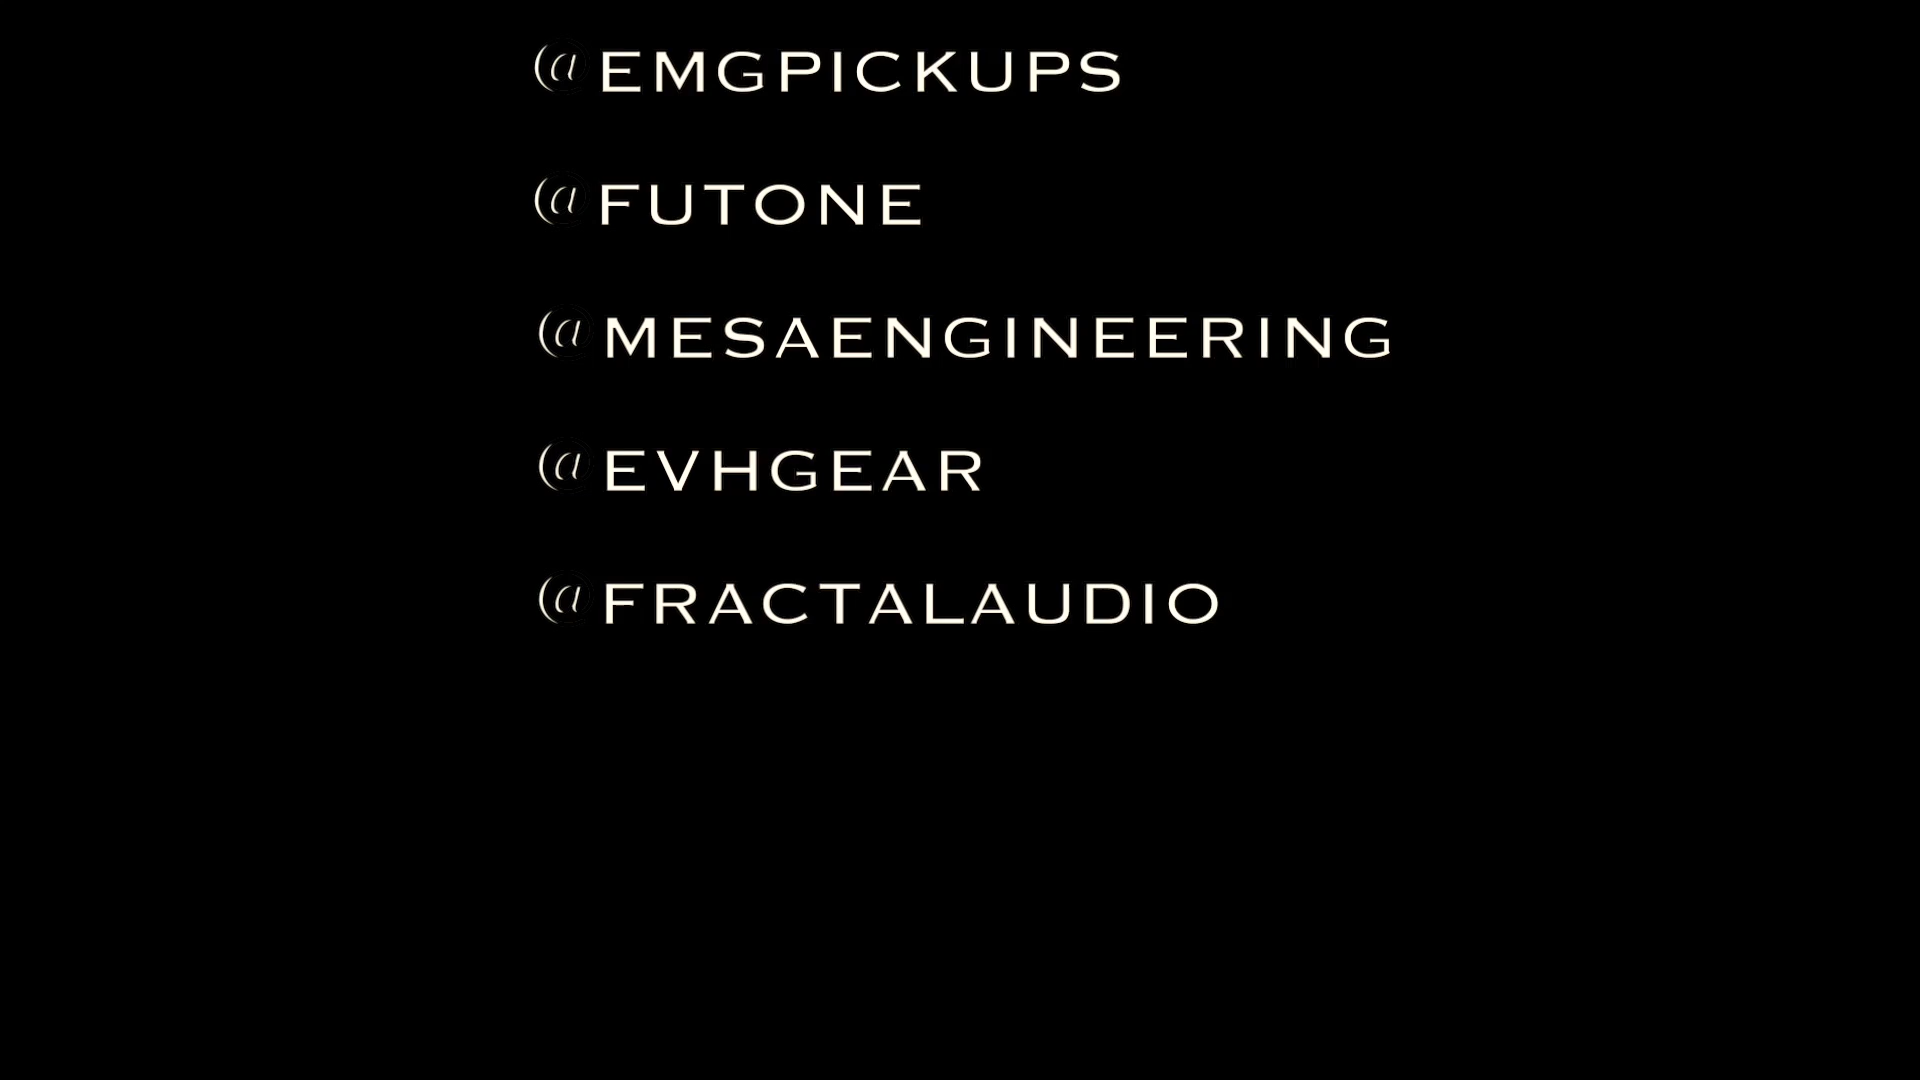 @EMGPICKUPS
@FUTONE
@MESAENGINEERING
@EVHGEAR
@FRACTALAUDIO